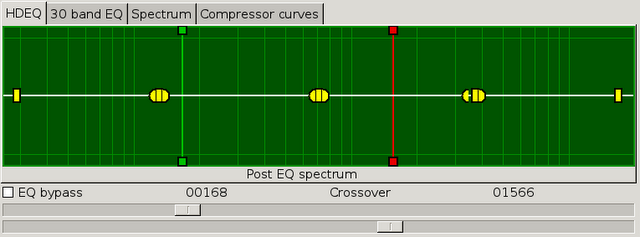 HDEQ 30 band EQ Spectrum Compressor curves
Post EQ spectrum
EQ bypass 00168 Crossover 01566